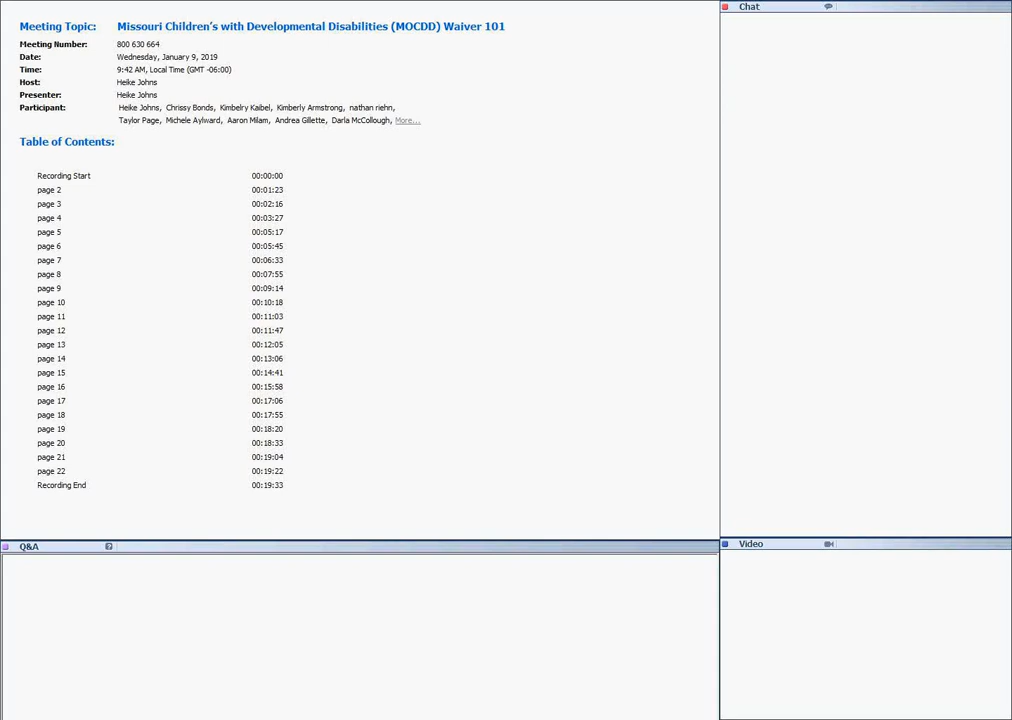 Meeting Topic: Missouri Children's with Developmental Disabilities (MOCDD) Waiver 101
Meeting Number: 800 630 664
Date: Wednesday, January 9, 2019
Time: 9:42 AM, Local Time (GMT -06:00)
Host: Heike Johns
Presenter: Heike Johns
Participant: Heike Johns, Chrissy Bonds, Kimbelry Kaibel, Kimberly Armstrong, nathan riehn,
Taylor Page, Michele Aylward, Aaron Milam, Andrea Gillette, Darla McCollough, More...
Table of Contents:
Recording Start 00:00:00
page 2 00:01:23
page 3 00:02:16
page 4 00:03:27
page 5 00:05:17
page 6 00:05:45
page 7 00:06:33
page 8 00:07:55
page 9 00:09:14
page 10 00:10:18
page 11 00:11:03
page 12 00:11:47
page 13 00:12:05
page 14 00:13:06
page 15 00:14:41
page 16 00:15:58
page 17 00:17:06
page 18 00:17:55
page 19 00:18:20
page 20 00:18:33
page 21 00:19:04
page 22 00:19:22
Recording End 00:19:33
Q&A
Chat
Video